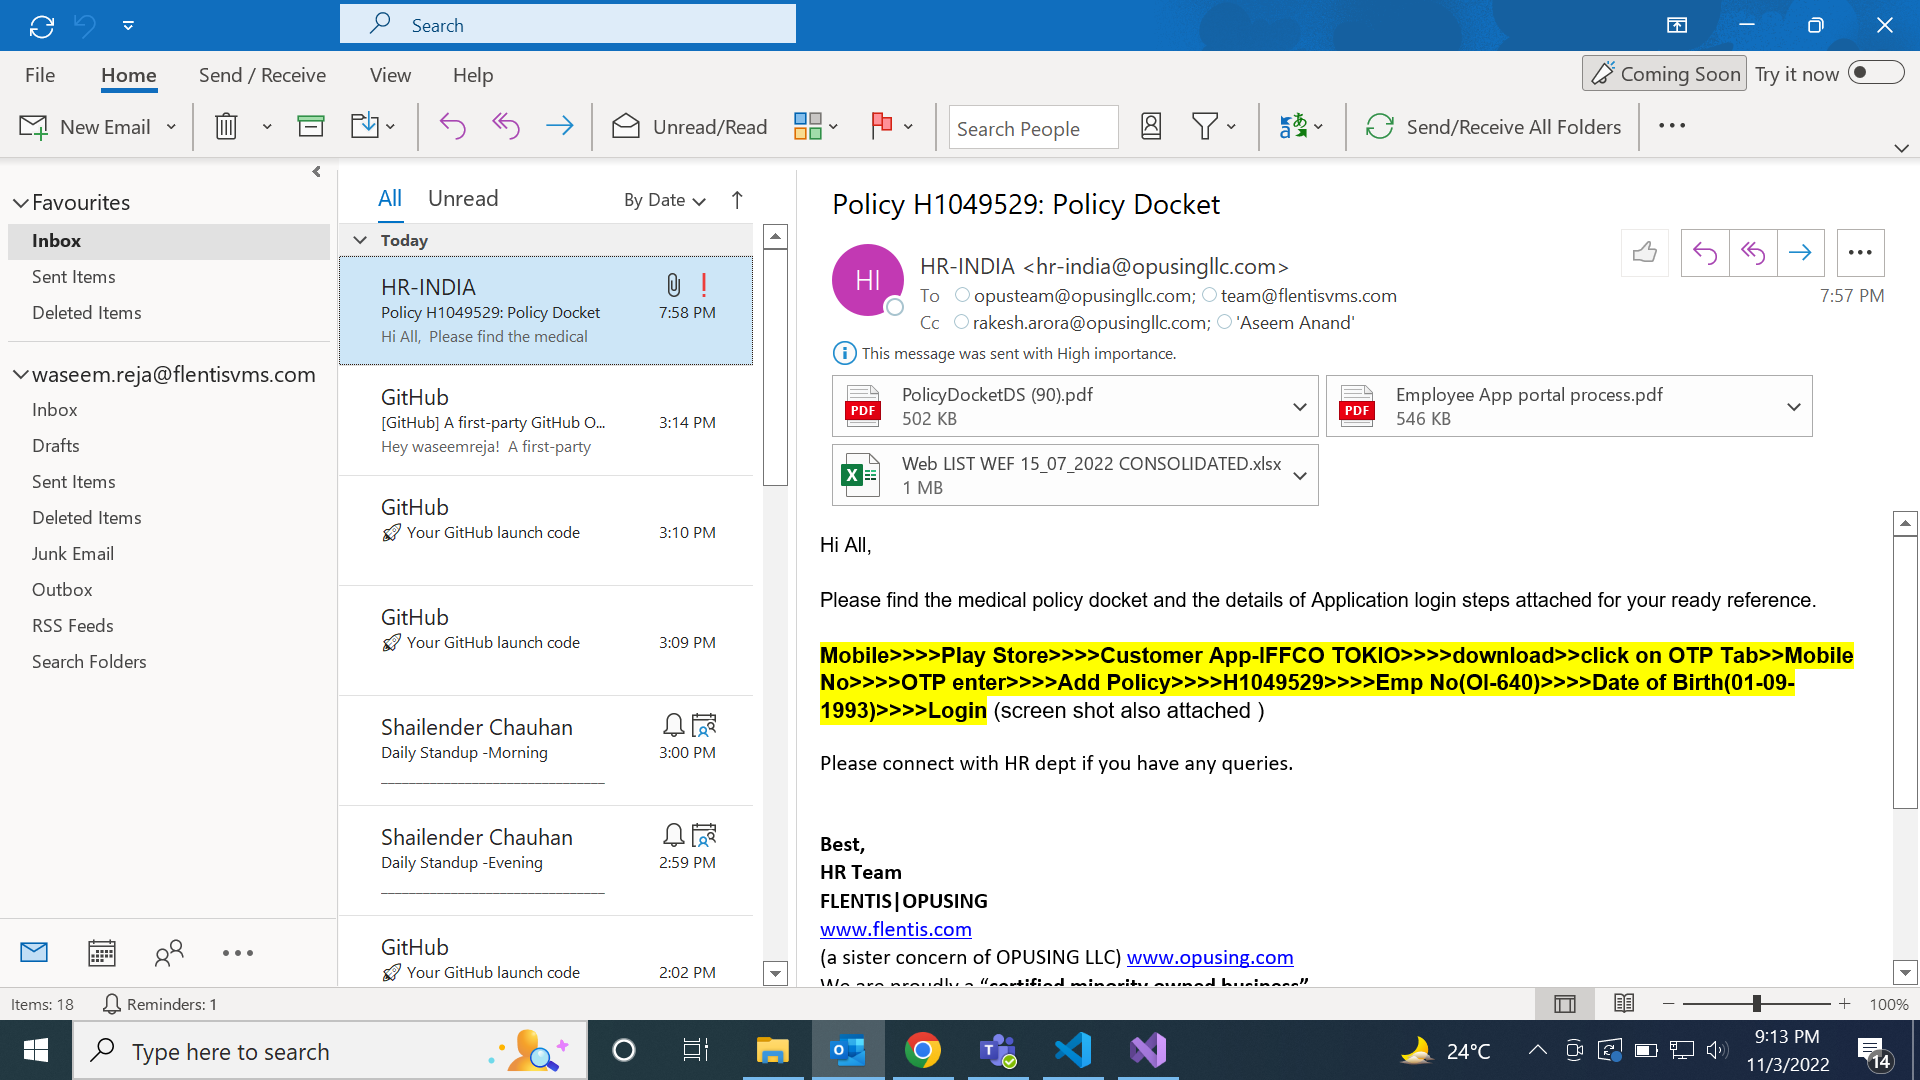 Search
File
Home
Send / Receive
View
Help
Coming Soon
Try it now
New Email
Unread/Read
Search People
Send/Receive All Folders
Favourites
Inbox
Sent Items
Deleted Items
waseem.reja@flentisvms.com
Inbox
Drafts
Sent Items
Deleted Items
Junk Email
Outbox
RSS Feeds
Search Folders
All
Unread
By Date
Today
HR-INDIA
Policy H1049529: Policy Docket 7:58 PM
Hi All, Please find the medical
GitHub
[GitHub] A first-party GitHub O... 3:14 PM
Hey waseemreja! A first-party
GitHub
Your GitHub launch code 3:10 PM
GitHub
Your GitHub launch code 3:09 PM
Shailender Chauhan
Daily Standup -Morning 3:00 PM
Shailender Chauhan
Daily Standup -Evening 2:59 PM
GitHub
Your GitHub launch code 2:02 PM
Policy H1049529: Policy Docket
HI
HR-INDIA <hr-india@opusingllc.com>
To opusteam@opusingllc.com; team@flentisvms.com
7:57 PM
Cc rakesh.arora@opusingllc.com; 'Aseem Anand'
This message was sent with High importance.
PDF
PolicyDocketDS (90).pdf
502 KB
PDF
Employee App portal process.pdf
546 KB
X
Web LIST WEF 15_07_2022 CONSOLIDATED.xlsx
1 MB
Hi All,
Please find the medical policy docket and the details of Application login steps attached for your ready reference.
Mobile>>>>Play Store>>>>Customer App-IFFCO TOKIO>>>>download>>click on OTP Tab>>Mobile
No>>>>OTP enter>>>>Add Policy>>>>H1049529>>>>Emp No(OI-640)>>>>Date of Birth(01-09-
1993)>>>>Login (screen shot also attached )
Please connect with HR dept if you have any queries.
Best,
HR Team
FLENTIS|OPUSING
www.flentis.com
(a sister concern of OPUSING LLC) www.opusing.com
We are proudly a “certified minority owned business”
Items: 18
Reminders: 1
100%
Type here to search
24°C
9:13 PM
11/3/2022
14